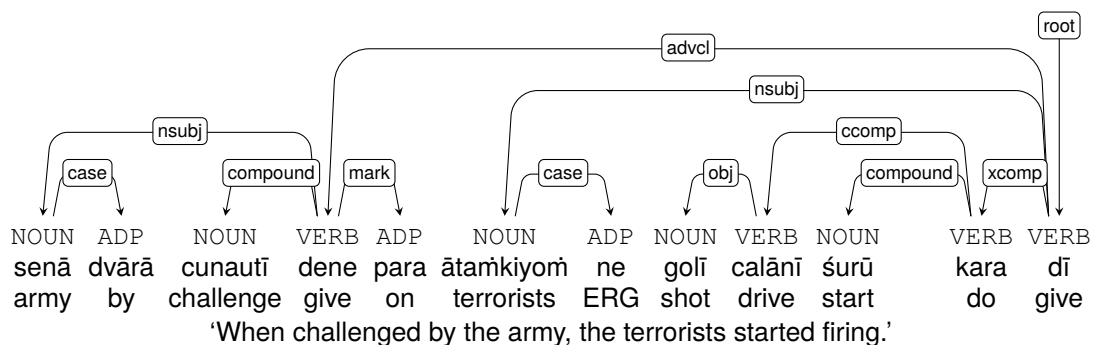 root
advcl
nsubj
nsubj ccomp
case compound mark case obj compound xcomp
NOUN ADP NOUN VERB ADP NOUN ADP NOUN VERB NOUN VERB VERB
senā dvārā cunautī dene para ātaṁkiyoṁ ne golī calānī śurū kara dī
army by challenge give on terrorists ERG shot drive start do give
‘When challenged by the army, the terrorists started firing.’